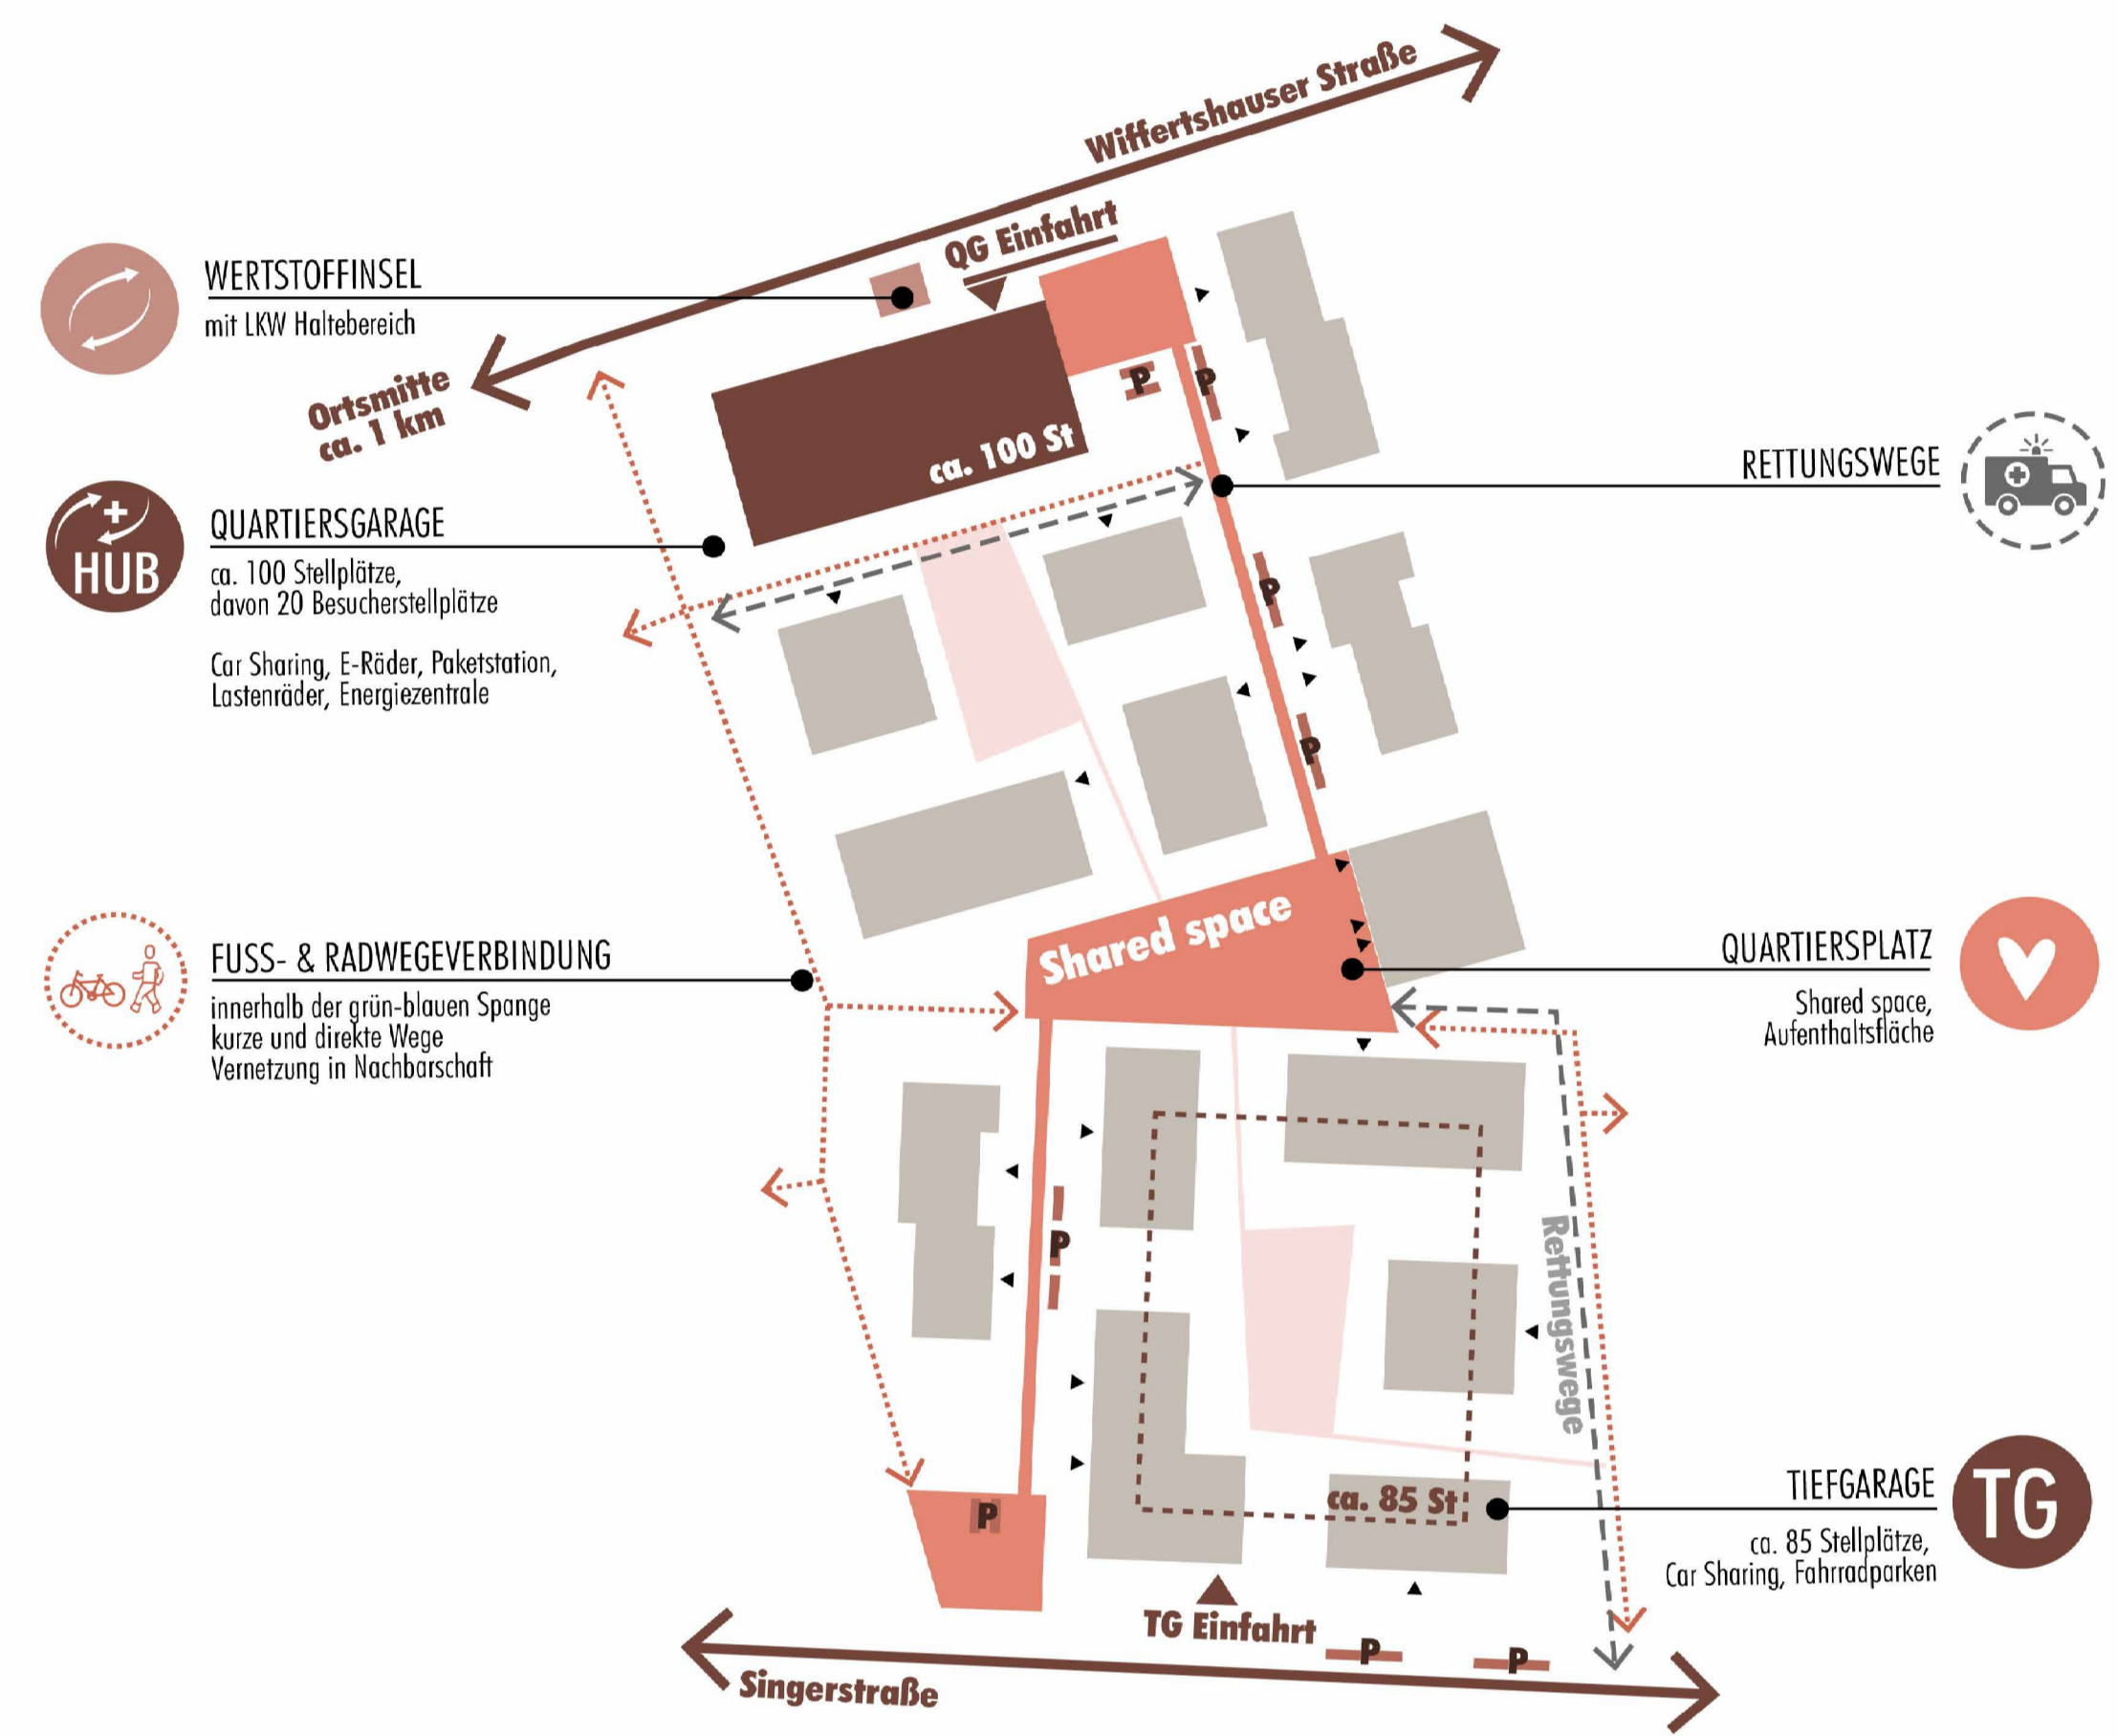 Wiffertshauser Straße
QG Einfahrt
WERTSTOFFINSEL
mit LKW Haltebereich
Ortsmitte
ca. 1 km
P
P
ca. 100 St
RETTUNGSWEGE
HUB
QUARTIERSGARAGE
ca. 100 Stellplätze,
davon 20 Besucherstellplätze
Car Sharing, E-Räder, Paketstation,
Lastenräder, Energiezentrale
P
P
Shared space
FUSS- & RADWEGEVERBINDUNG
innerhalb der grün-blauen Spange
kurze und direkte Wege
Vernetzung in Nachbarschaft
QUARTIERSPLATZ
Shared space,
Aufenthaltsfläche
P
Rettungswege
ca. 85 St
P
TIEFGARAGE
ca. 85 Stellplätze,
Car Sharing, Fahrradparken
TG
TG Einfahrt
P
P
Singerstraße